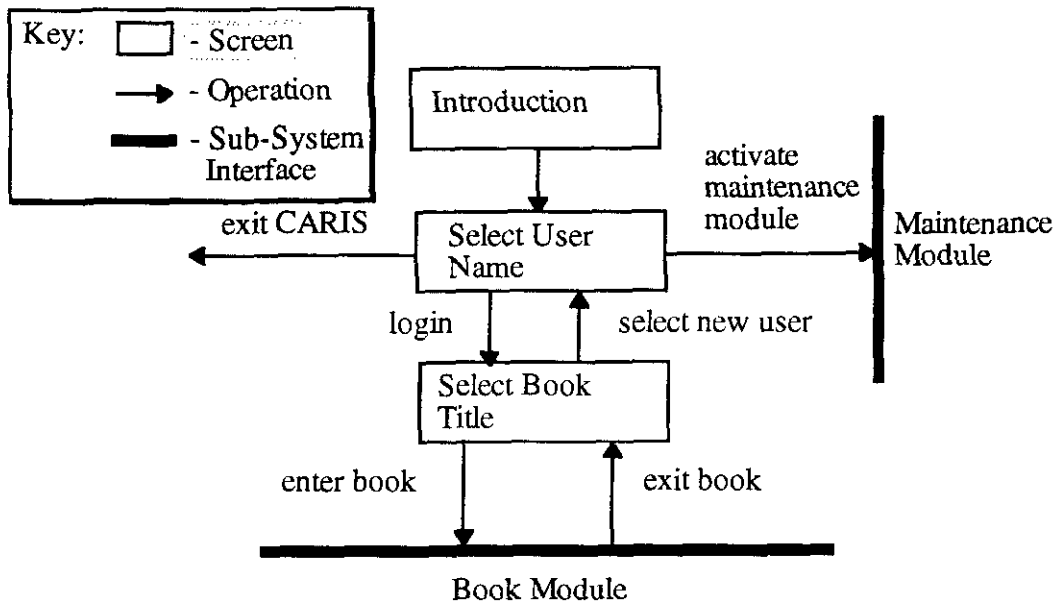 Key:
- Screen
- Operation
- Sub-System
Interface
Introduction
activate
maintenance
module
exit CARIS
Select User
Name
Maintenance
Module
login
select new user
Select Book
Title
enter book
exit book
Book Module